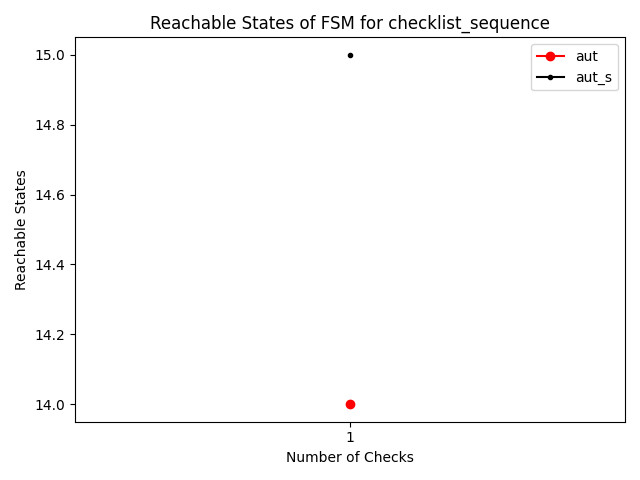 Reachable States of FSM for checklist_sequence
aut
aut_s
15.0
14.8
14.6
14.4
14.2
14.0
Reachable States
1
Number of Checks